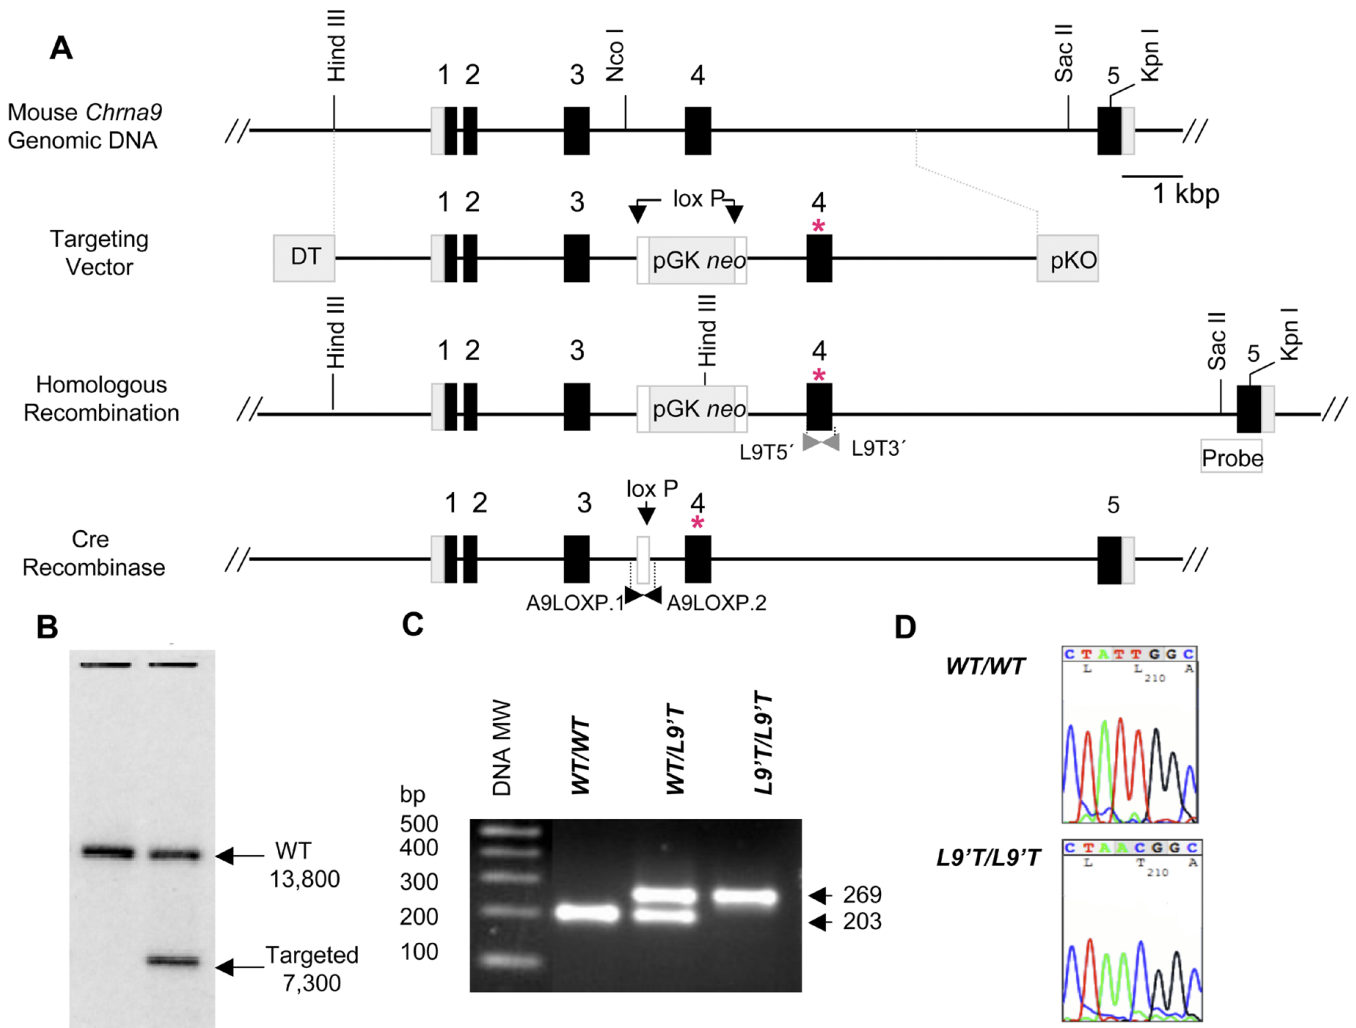 A
Hind III
Nco I
Sac II
Kpn I
1 2 3 4 5
Mouse Chrna9
Genomic DNA
1 kbp
Targeting
Vector
DT
1 2 3 4
lox P
*
pGK neo
pKO
Homologous
Recombination
Hind III
1 2 3
Hind III
4
*
Sac II
5
Kpn I
pGK neo
L9T5´
L9T3´
Probe
Cre
Recombinase
1 2 3
lox P
4
*
5
A9LOXP.1
A9LOXP.2
B
WT
13,800
Targeted
7,300
C
DNA MW
WT/WT
WT/L9’T
L9’T/L9’T
bp
500
400
300
200
100
269
203
D
WT/WT
C T A T T G G C
L L A
210
L9’T/L9’T
C T A A C G G C
L T A
210